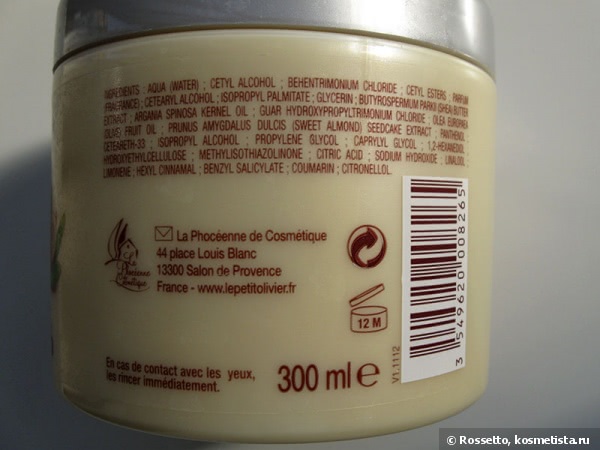 INGREDIENTS : AQUA (WATER) ; CETYL ALCOHOL ; BEHENTRIMONIUM CHLORIDE ; CETYL ESTERS ; PARFUM
(FRAGRANCE) ; CETEARYL ALCOHOL ; ISOPROPYL PALMITATE ; GLYCERIN ; BUTYROSPERMUM PARKII (SHEA) BUTTER
EXTRACT ; ARGANIA SPINOSA KERNEL OIL ; GUAR HYDROXYPROPYLTRIMONIUM CHLORIDE ; OLEA EUROPAEA
(OLIVE) FRUIT OIL ; PRUNUS AMYGDALUS DULCIS (SWEET ALMOND) SEEDCAKE EXTRACT ; PANTHENOL ;
CETEARETH-33 ; ISOPROPYL ALCOHOL ; PROPYLENE GLYCOL ; CAPRYLYL GLYCOL ; 1,2-HEXANEDIOL ;
HYDROXYETHYLCELLULOSE ; METHYLISOTHIAZOLINONE ; CITRIC ACID ; SODIUM HYDROXIDE ; LINALOOL ;
LIMONENE ; HEXYL CINNAMAL ; BENZYL SALICYLATE ; COUMARIN ; CITRONELLOL.
La Phocéenne de Cosmétique
44 place Louis Blanc
13300 Salon de Provence
France - www.lepetitolivier.fr
La
Phocéenne
Cosmétique
12 M
En cas de contact avec les yeux,
les rincer immédiatement.
300 ml e
V1.1112
3 549620 008265
© Rossetto, kosmetista.ru